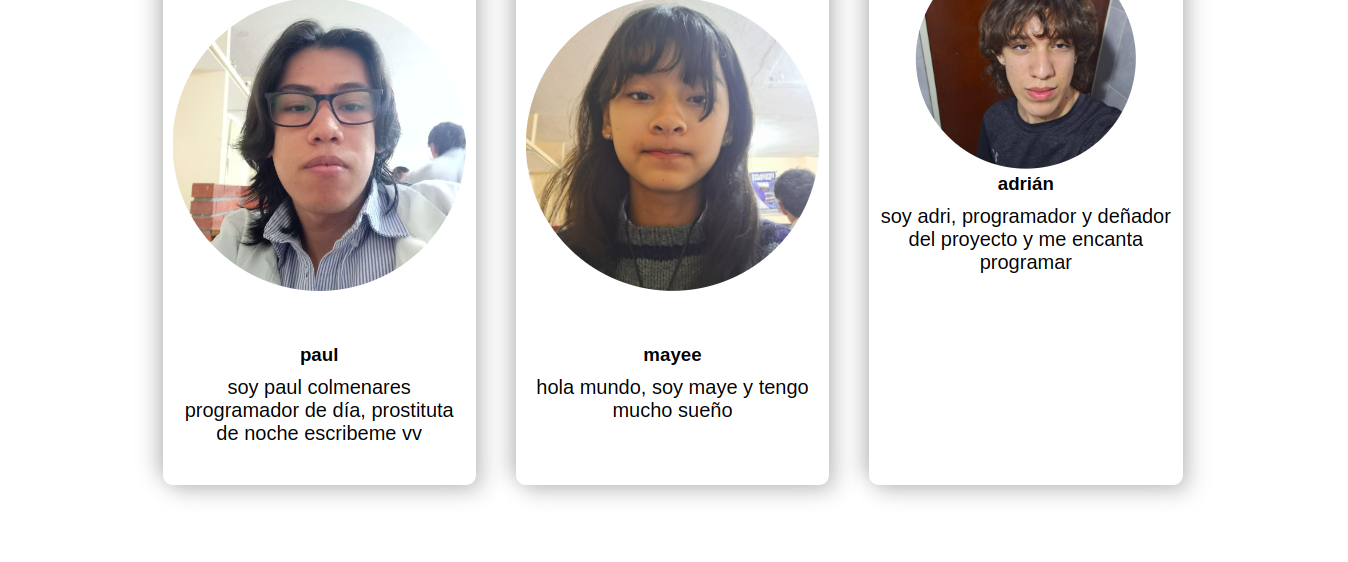 paul
soy paul colmenares
programador de día, prostituta
de noche escribeme vv
mayee
hola mundo, soy maye y tengo
mucho sueño
adrián
soy adri, programador y deñador
del proyecto y me encanta
programar